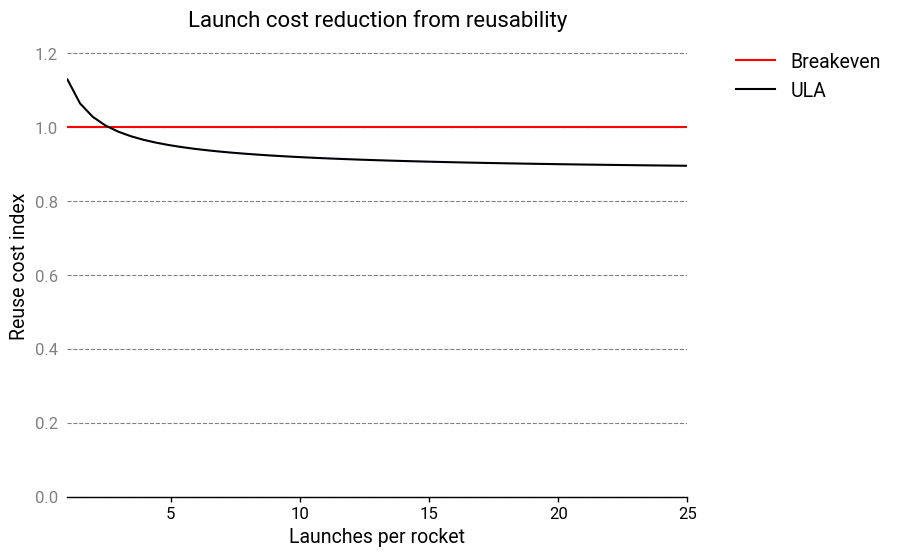 Launch cost reduction from reusability
1.2
1.0
0.8
0.6
0.4
0.2
0.0
Reuse cost index
5 10 15 20 25
Launches per rocket
Breakeven
ULA